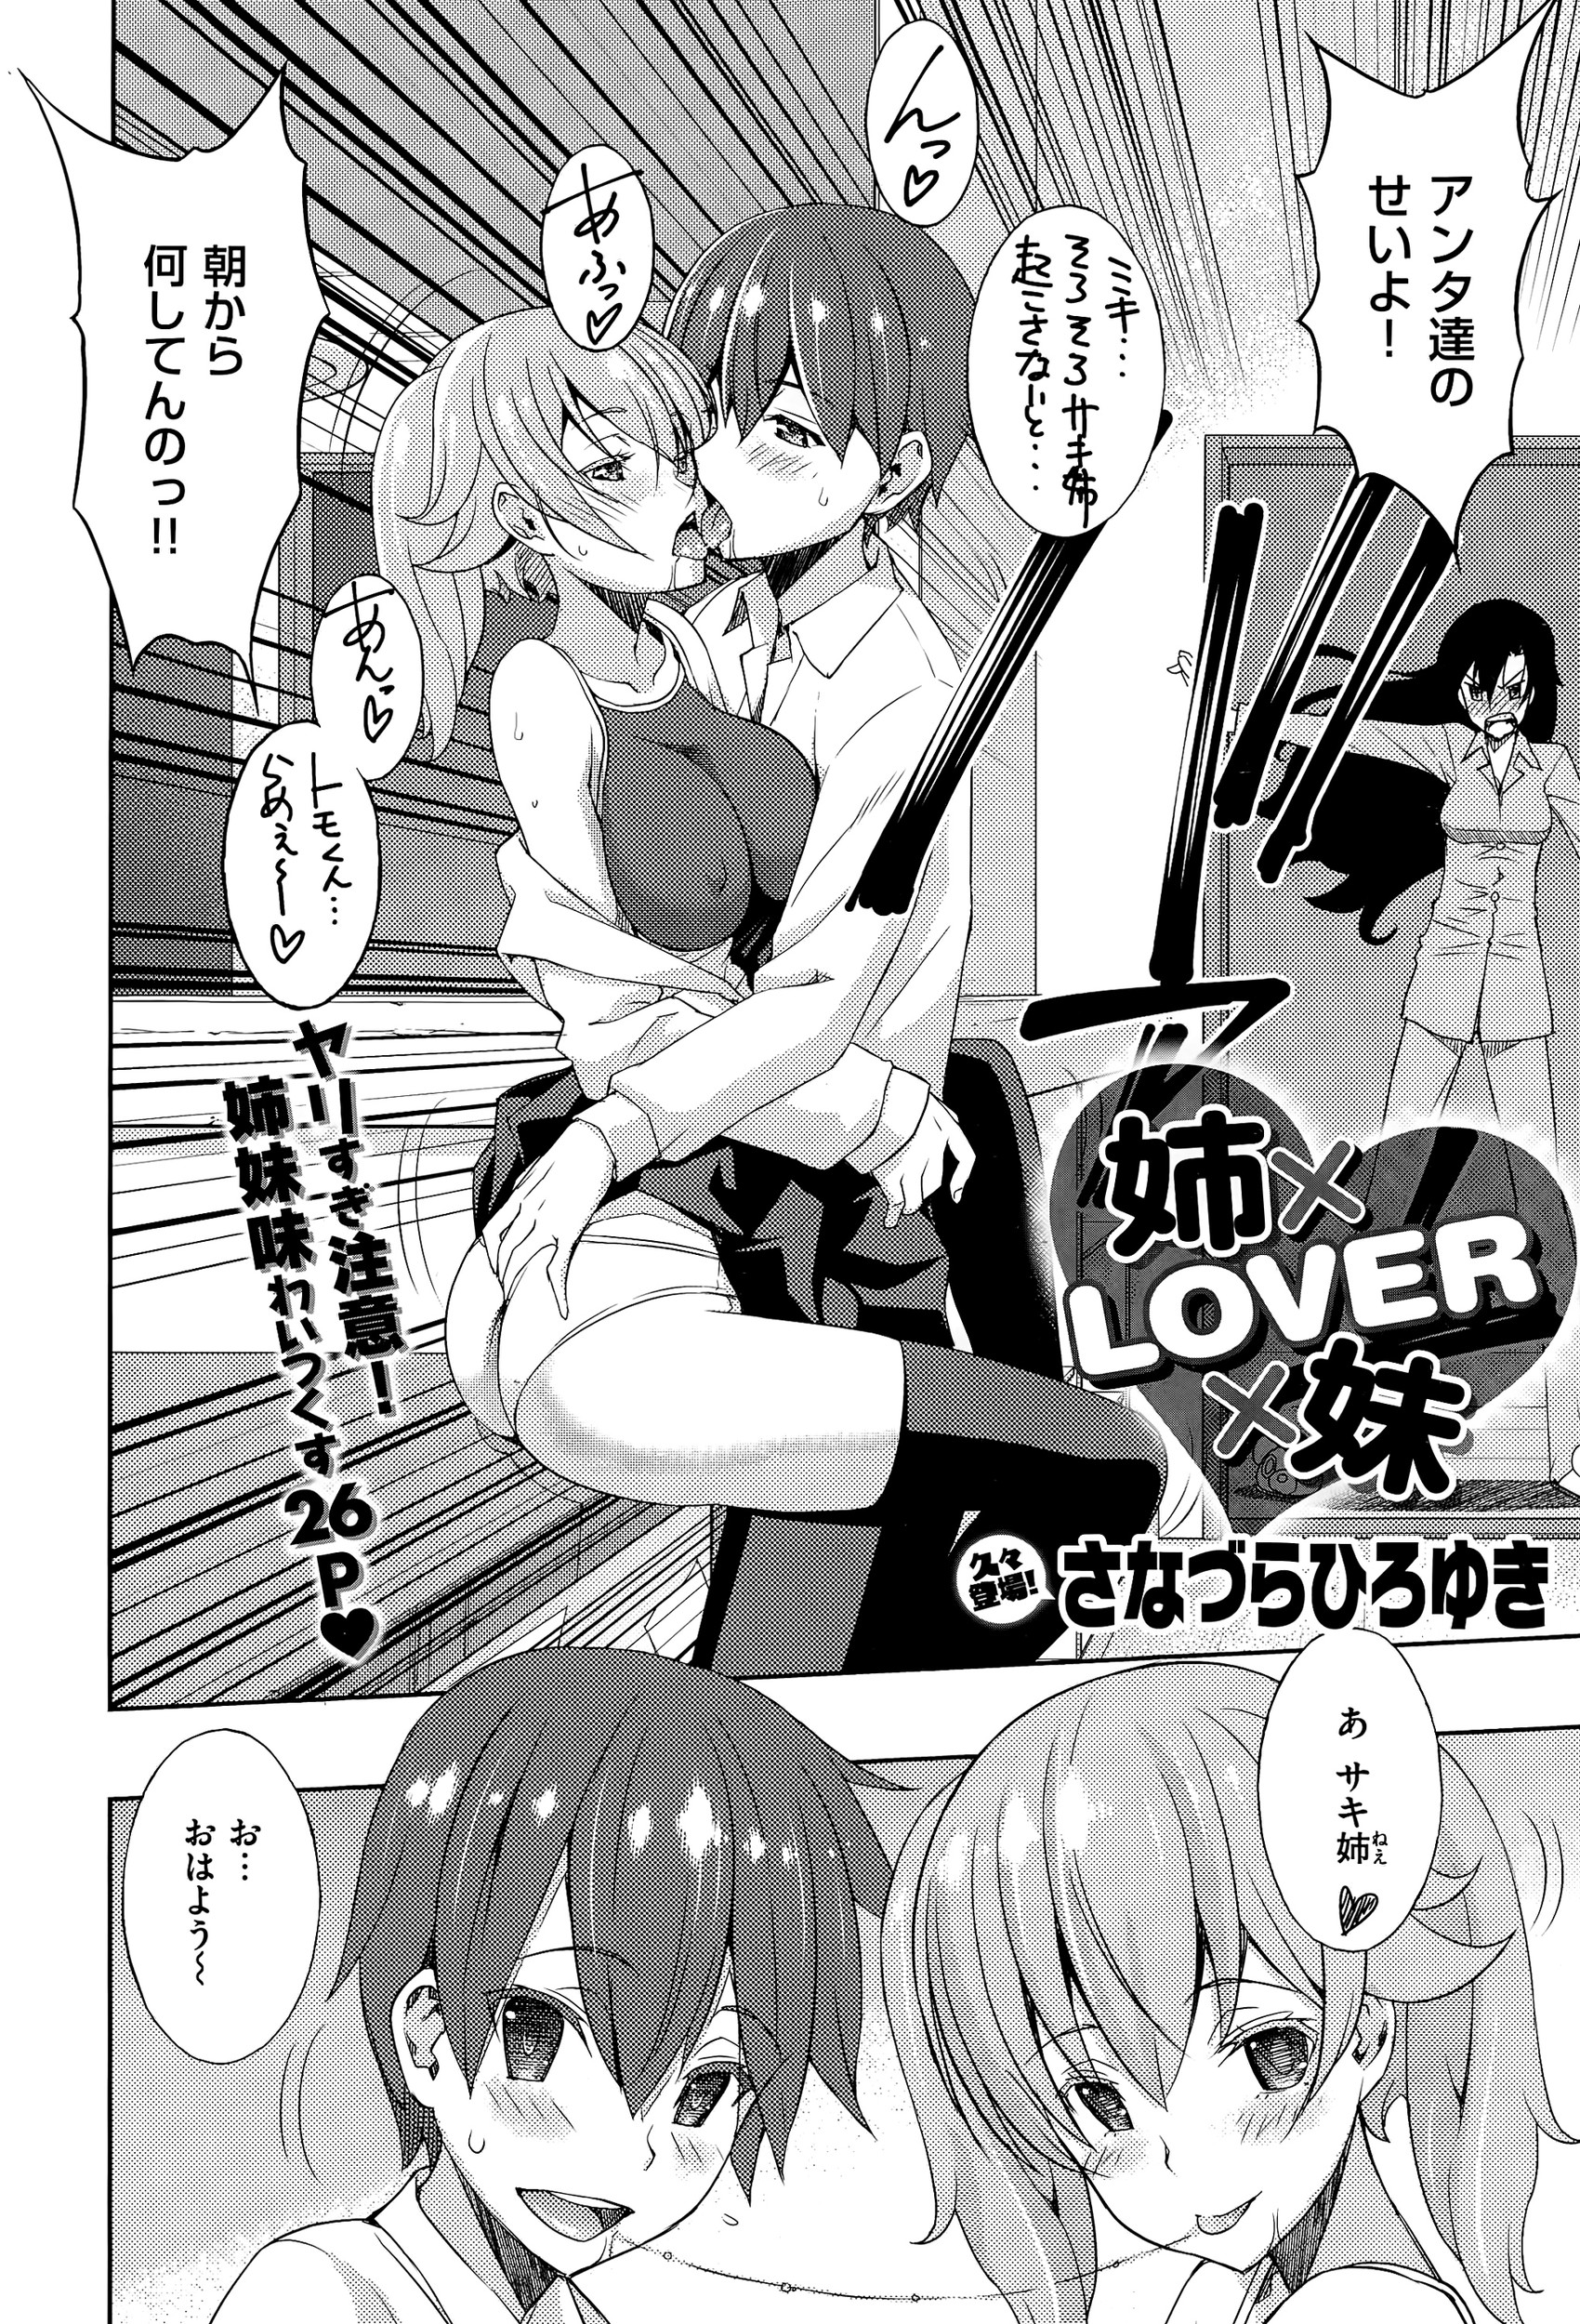 アンタ達の
せいよ！
んっ♡
ミキ…
そろそろサキ姉
起こさないと…
あふっ♡
朝から
何してんのっ!!
あんっ♡
トモくん…
らめぇ〜ー♡
ヤリすぎ注意！
姉妹味わいつくす26P♥
姉×
LOVER
×妹
久々
登場！
さなづらひろゆき
あ サキ姉♡
ねえ
お…
おはよう〜